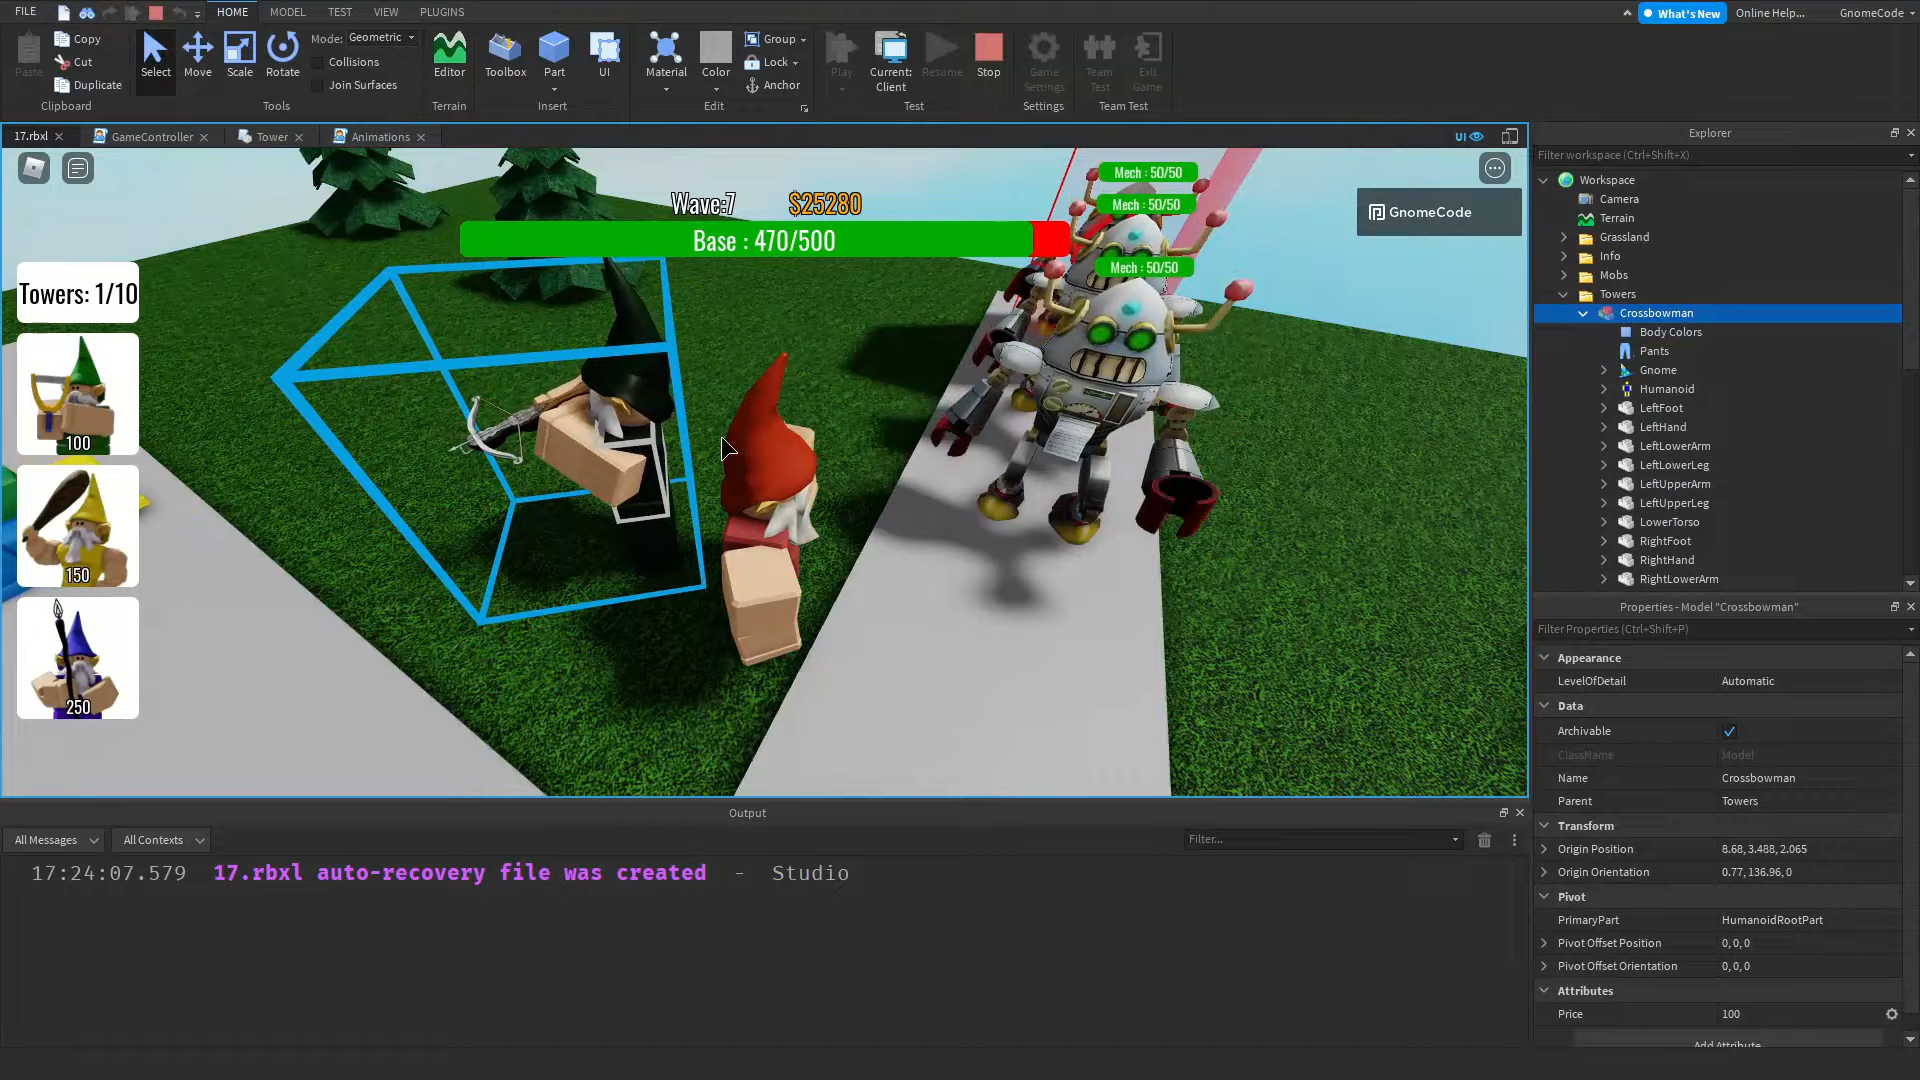 FILE
HOME
MODEL
TEST
VIEW
PLUGINS
What's New
Online Help...
GnomeCode
Paste
Copy
Cut
Duplicate
Clipboard
Select
Move
Scale
Rotate
Mode: Geometric
Collisions
Join Surfaces
Tools
Editor
Terrain
Toolbox
Part
UI
Insert
Material
Color
Group
Lock
Anchor
Edit
Play
Current:
Client
Resume
Stop
Test
Game
Settings
Settings
Team
Test
Exit
Game
Team Test
17.rbxl
GameController
Tower
Animations
UI
Wave:7
$25280
Base : 470/500
Mech : 50/50
Mech : 50/50
Mech : 50/50
GnomeCode
Towers: 1/10
100
150
250
Explorer
Filter workspace (Ctrl+Shift+X)
Workspace
Camera
Terrain
Grassland
Info
Mobs
Towers
Crossbowman
Body Colors
Pants
Gnome
Humanoid
LeftFoot
LeftHand
LeftLowerArm
LeftLowerLeg
LeftUpperArm
LeftUpperLeg
LowerTorso
RightFoot
RightHand
RightLowerArm
Properties - Model "Crossbowman"
Filter Properties (Ctrl+Shift+P)
Appearance
LevelOfDetail Automatic
Data
Archivable
ClassName Model
Name Crossbowman
Parent Towers
Transform
Origin Position 8.68, 3.488, 2.065
Origin Orientation 0.77, 136.96, 0
Pivot
PrimaryPart HumanoidRootPart
Pivot Offset Position 0, 0, 0
Pivot Offset Orientation 0, 0, 0
Attributes
Price 100
Add Attribute
Output
All Messages
All Contexts
Filter...
17:24:07.579 17.rbxl auto-recovery file was created - Studio